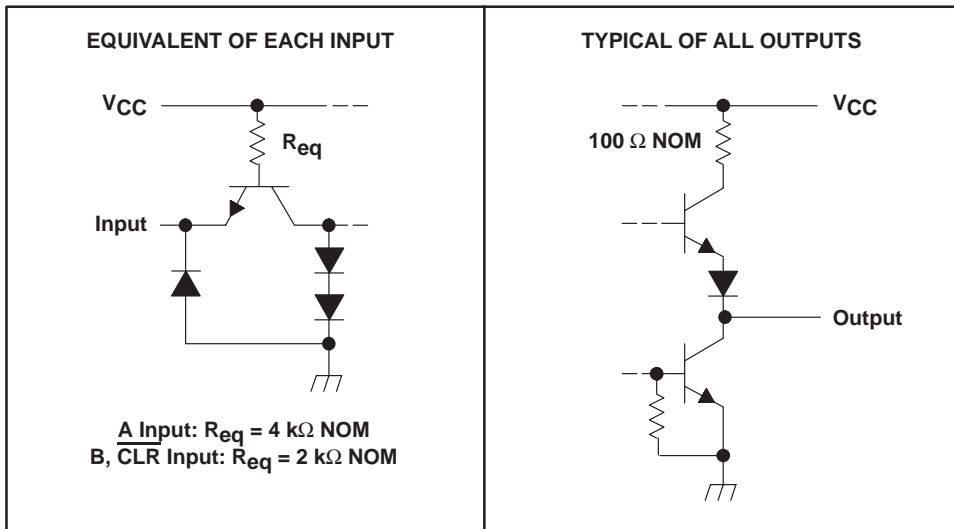 EQUIVALENT OF EACH INPUT
VCC
Req
Input
A Input: Req = 4 kΩ NOM
B, CLR Input: Req = 2 kΩ NOM
TYPICAL OF ALL OUTPUTS
VCC
100 Ω NOM
Output